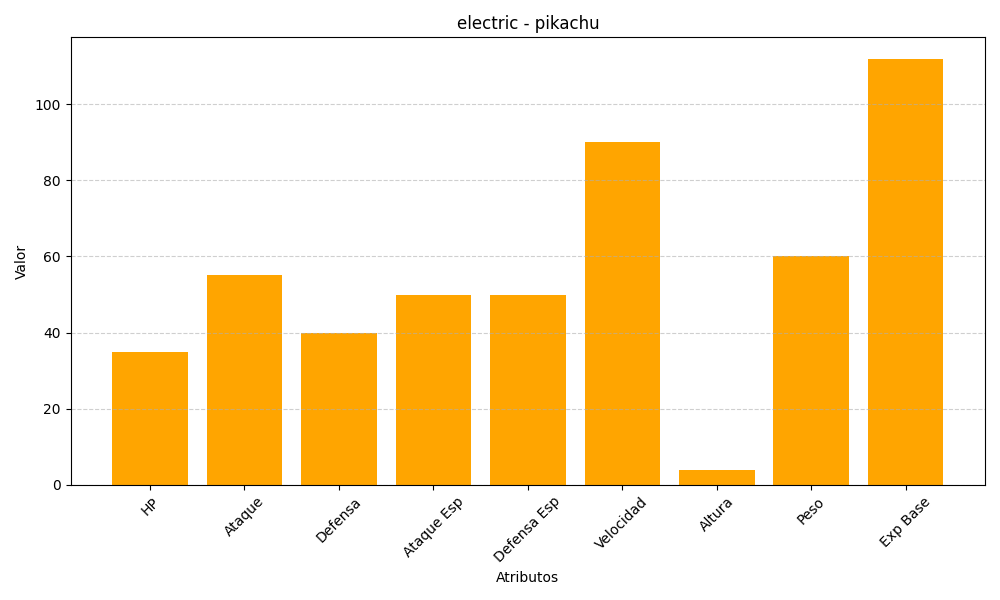 electric - pikachu
Valor
100
80
60
40
20
0
HP
Ataque
Defensa
Ataque Esp
Defensa Esp
Velocidad
Altura
Peso
Exp Base
Atributos